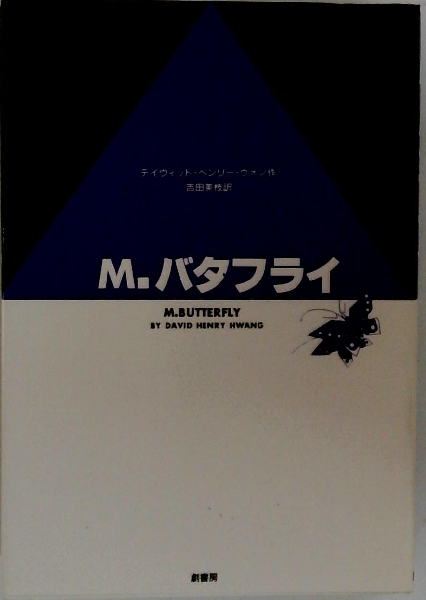 デイヴィッド・ヘンリー・ウォン作
吉田美枝訳
M.バタフライ
M.BUTTERFLY
BY DAVID HENRY HWANG
劇書房